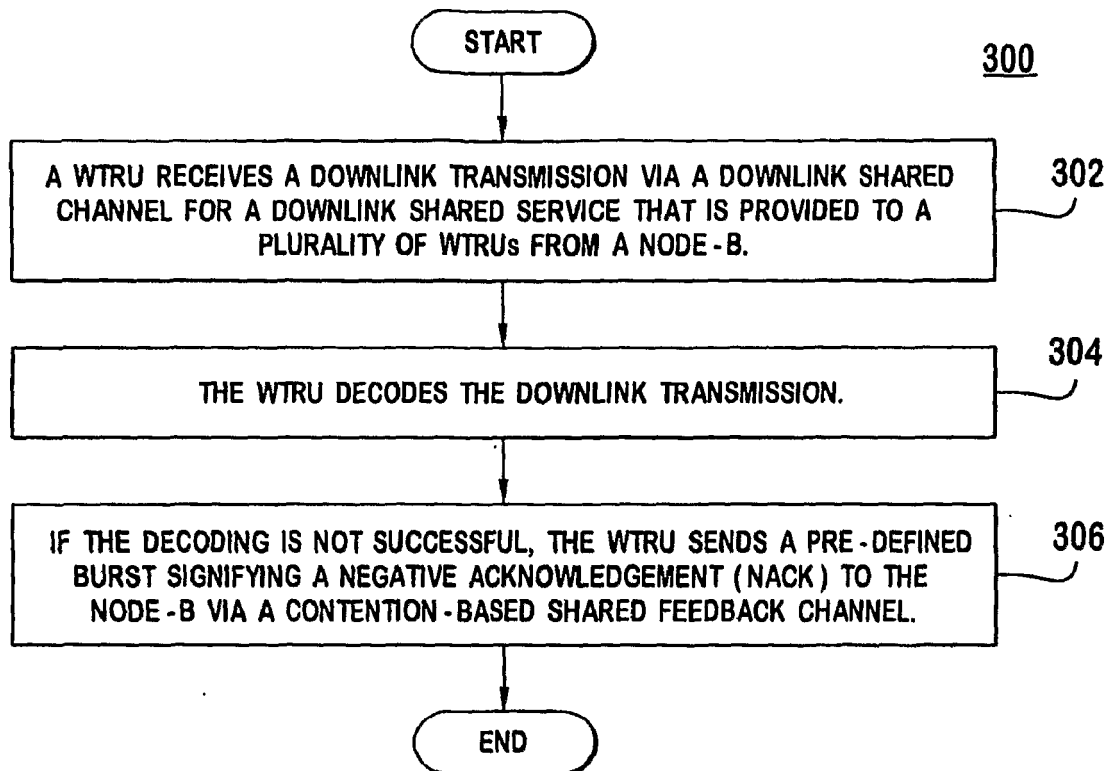 START
300
A WTRU RECEIVES A DOWNLINK TRANSMISSION VIA A DOWNLINK SHARED
CHANNEL FOR A DOWNLINK SHARED SERVICE THAT IS PROVIDED TO A
PLURALITY OF WTRUs FROM A NODE-B.
302
THE WTRU DECODES THE DOWNLINK TRANSMISSION.
304
IF THE DECODING IS NOT SUCCESSFUL, THE WTRU SENDS A PRE-DEFINED
BURST SIGNIFYING A NEGATIVE ACKNOWLEDGEMENT (NACK) TO THE
NODE-B VIA A CONTENTION-BASED SHARED FEEDBACK CHANNEL.
306
END